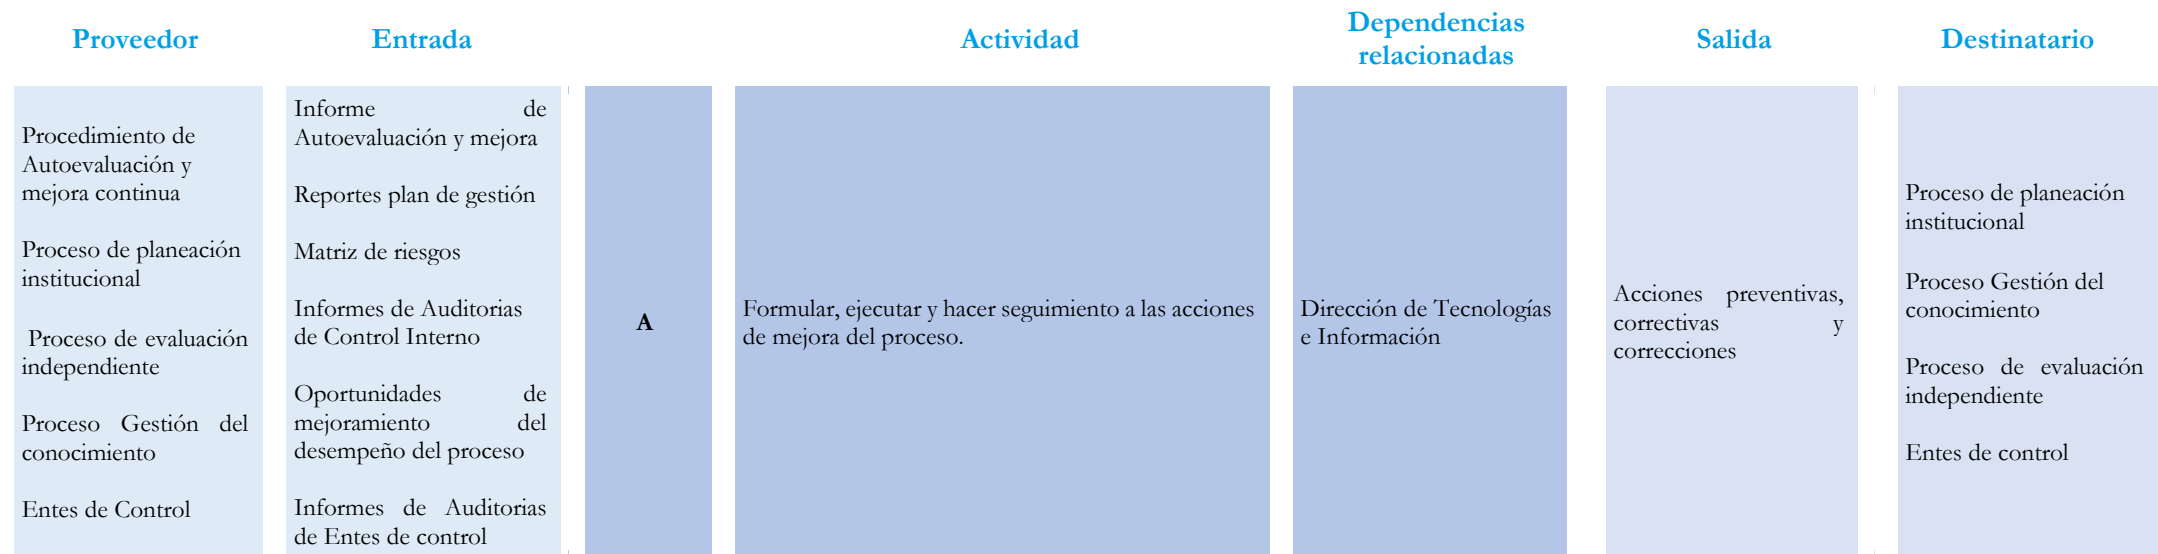 Proveedor
Entrada
Actividad
Dependencias
relacionadas
Salida
Destinatario
Procedimiento de
Autoevaluación y
mejora continua
Proceso de planeación
institucional
Proceso de evaluación
independiente
Proceso Gestión del
conocimiento
Entes de Control
Informe de
Autoevaluación y mejora
Reportes plan de gestión
Matriz de riesgos
Informes de Auditorias
de Control Interno
Oportunidades de
mejoramiento del
desempeño del proceso
Informes de Auditorias
de Entes de control
A
Formular, ejecutar y hacer seguimiento a las acciones
de mejora del proceso.
Dirección de Tecnologías
e Información
Acciones preventivas,
correctivas y
correcciones
Proceso de planeación
institucional
Proceso Gestión del
conocimiento
Proceso de evaluación
independiente
Entes de control